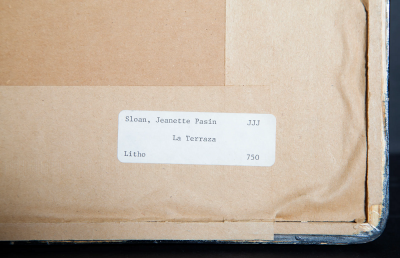 Sloan, Jeanette Pasin JJJ
La Terraza
Litho 750